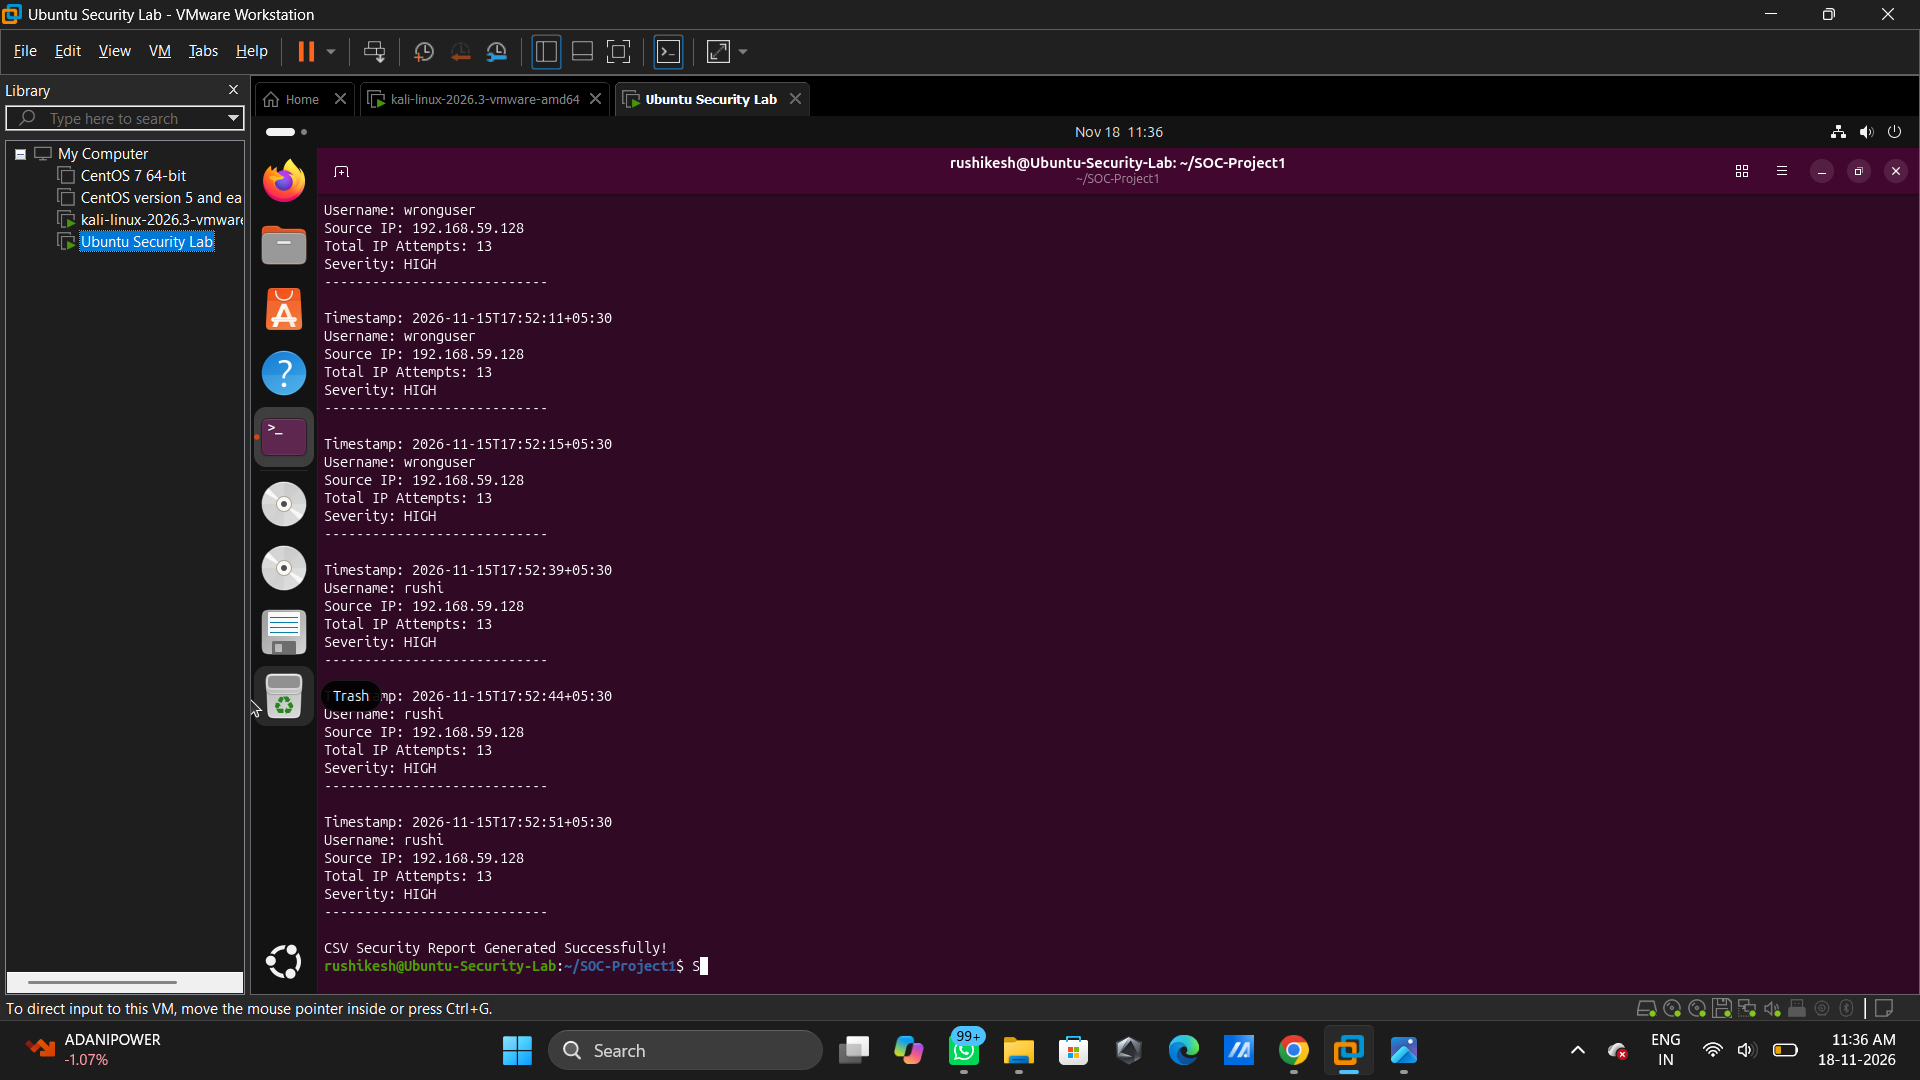 Ubuntu Security Lab - VMware Workstation
File Edit View VM Tabs Help
Library
Type here to search
My Computer
CentOS 7 64-bit
CentOS version 5 and ea
kali-linux-2026.3-vmware
Ubuntu Security Lab
Home
kali-linux-2026.3-vmware-amd64
Ubuntu Security Lab
Nov 18 11:36
rushikesh@Ubuntu-Security-Lab: ~/SOC-Project1
~/SOC-Project1
Username: wronguser
Source IP: 192.168.59.128
Total IP Attempts: 13
Severity: HIGH
----------------------------
Timestamp: 2026-11-15T17:52:11+05:30
Username: wronguser
Source IP: 192.168.59.128
Total IP Attempts: 13
Severity: HIGH
----------------------------
Timestamp: 2026-11-15T17:52:15+05:30
Username: wronguser
Source IP: 192.168.59.128
Total IP Attempts: 13
Severity: HIGH
----------------------------
Timestamp: 2026-11-15T17:52:39+05:30
Username: rushi
Source IP: 192.168.59.128
Total IP Attempts: 13
Severity: HIGH
----------------------------
Trash
mp: 2026-11-15T17:52:44+05:30
Username: rushi
Source IP: 192.168.59.128
Total IP Attempts: 13
Severity: HIGH
----------------------------
Timestamp: 2026-11-15T17:52:51+05:30
Username: rushi
Source IP: 192.168.59.128
Total IP Attempts: 13
Severity: HIGH
----------------------------
CSV Security Report Generated Successfully!
rushikesh@Ubuntu-Security-Lab:~/SOC-Project1$ S
To direct input to this VM, move the mouse pointer inside or press Ctrl+G.
ADANIPOWER
-1.07%
Search
99+
ENG
IN
11:36 AM
18-11-2026